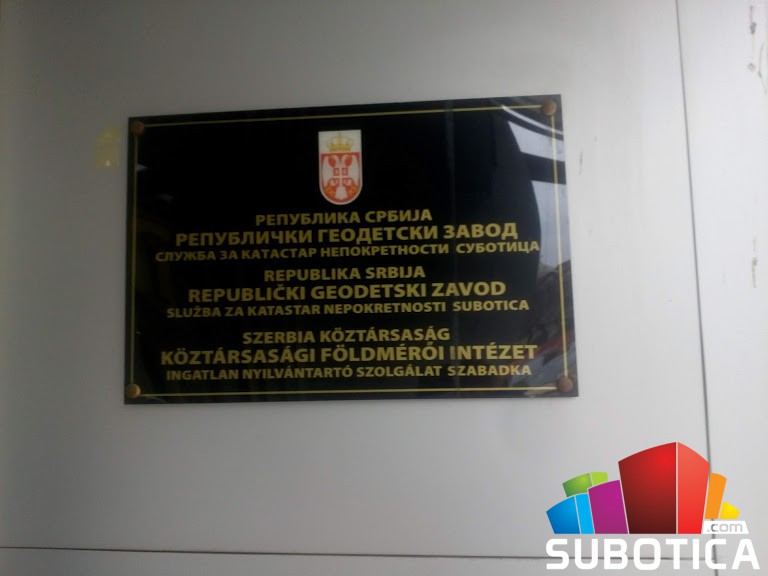 РЕПУБЛИКА СРБИЈА
РЕПУБЛИЧКИ ГЕОДЕТСКИ ЗАВОД
СЛУЖБА ЗА КАТАСТАР НЕПОКРЕТНОСТИ СУБОТИЦА
REPUBLIKA SRBIJA
REPUBLIČKI GEODETSKI ZAVOD
SLUŽBA ZA KATASTAR NEPOKRETNOSTI SUBOTICA
SZERBIA KÖZTÁRSASÁG
KÖZTÁRSASÁGI FÖLDMÉRŐI INTÉZET
INGATLAN NYILVÁNTARTÓ SZOLGÁLAT SZABADKA
.com
SUBOTICA